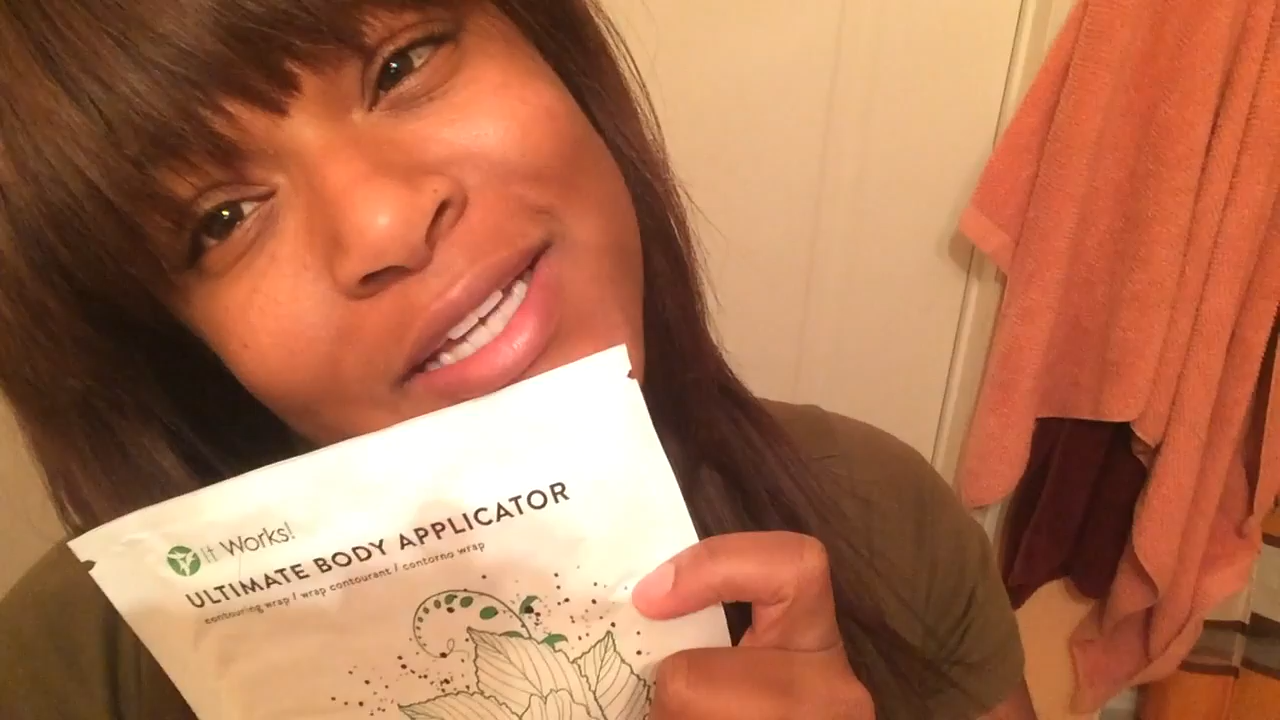 It Works!
ULTIMATE BODY APPLICATOR
contouring wrap / wrap contourant / contorno wrap